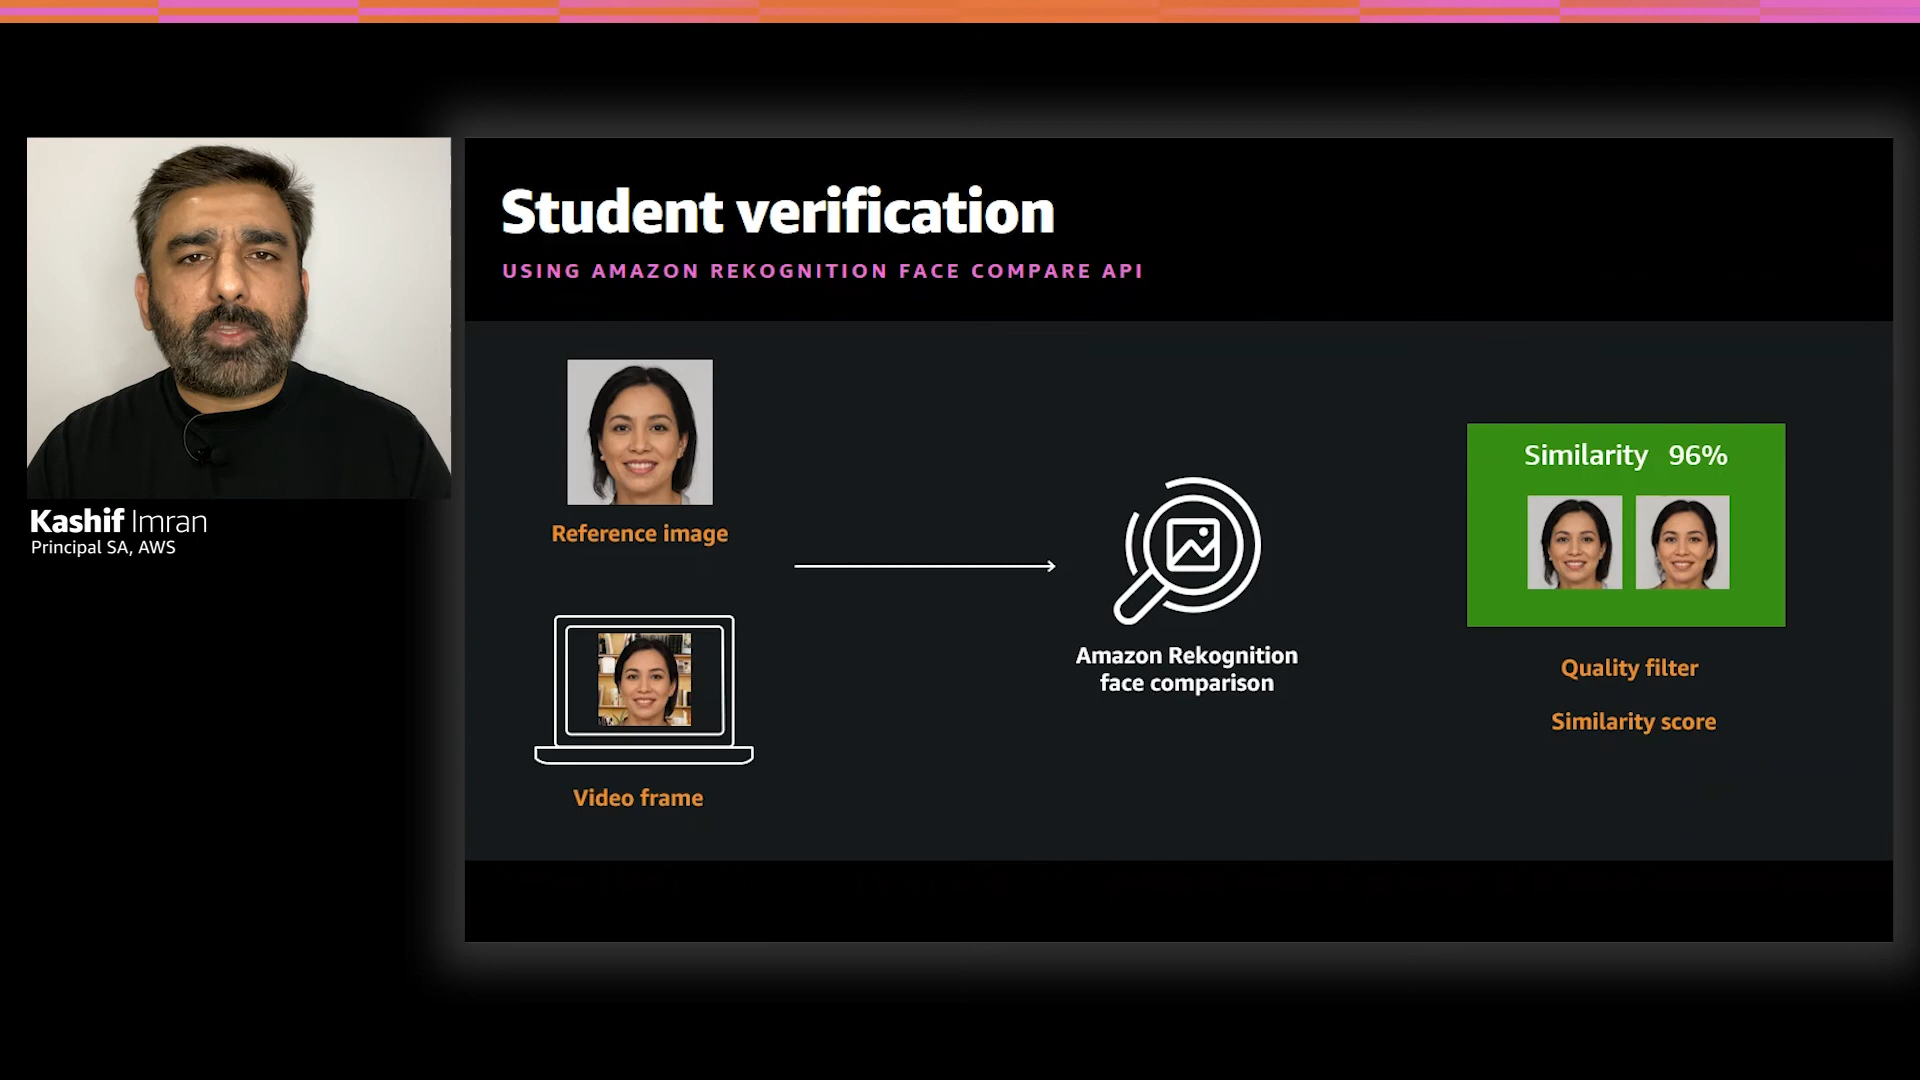 Kashif Imran
Principal SA, AWS
Student verification
USING AMAZON REKOGNITION FACE COMPARE API
Reference image
Video frame
Amazon Rekognition
face comparison
Similarity 96%
Quality filter
Similarity score